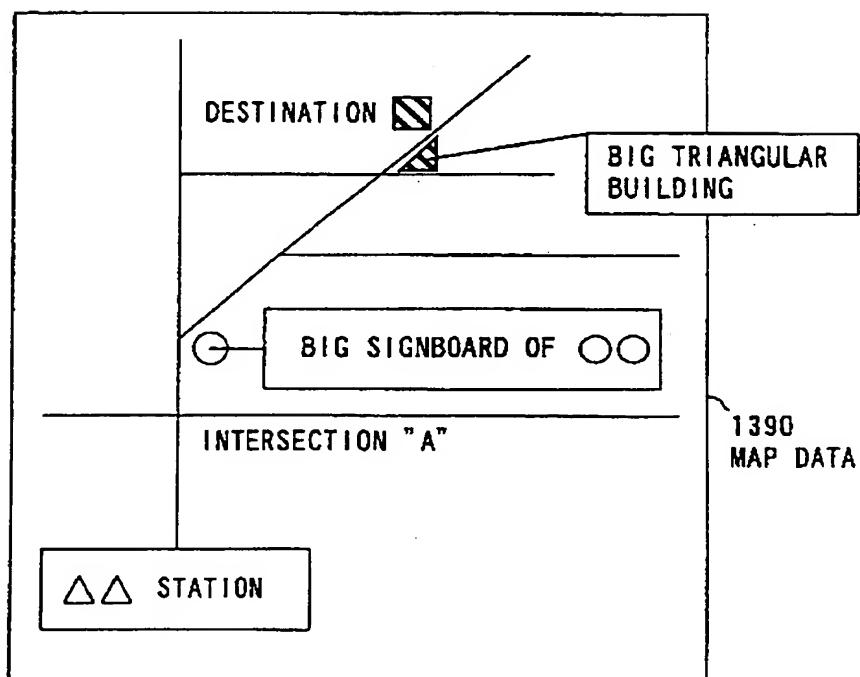 DESTINATION
BIG TRIANGULAR
BUILDING
BIG SIGNBOARD OF ○○
INTERSECTION "A"
1390
MAP DATA
△△ STATION